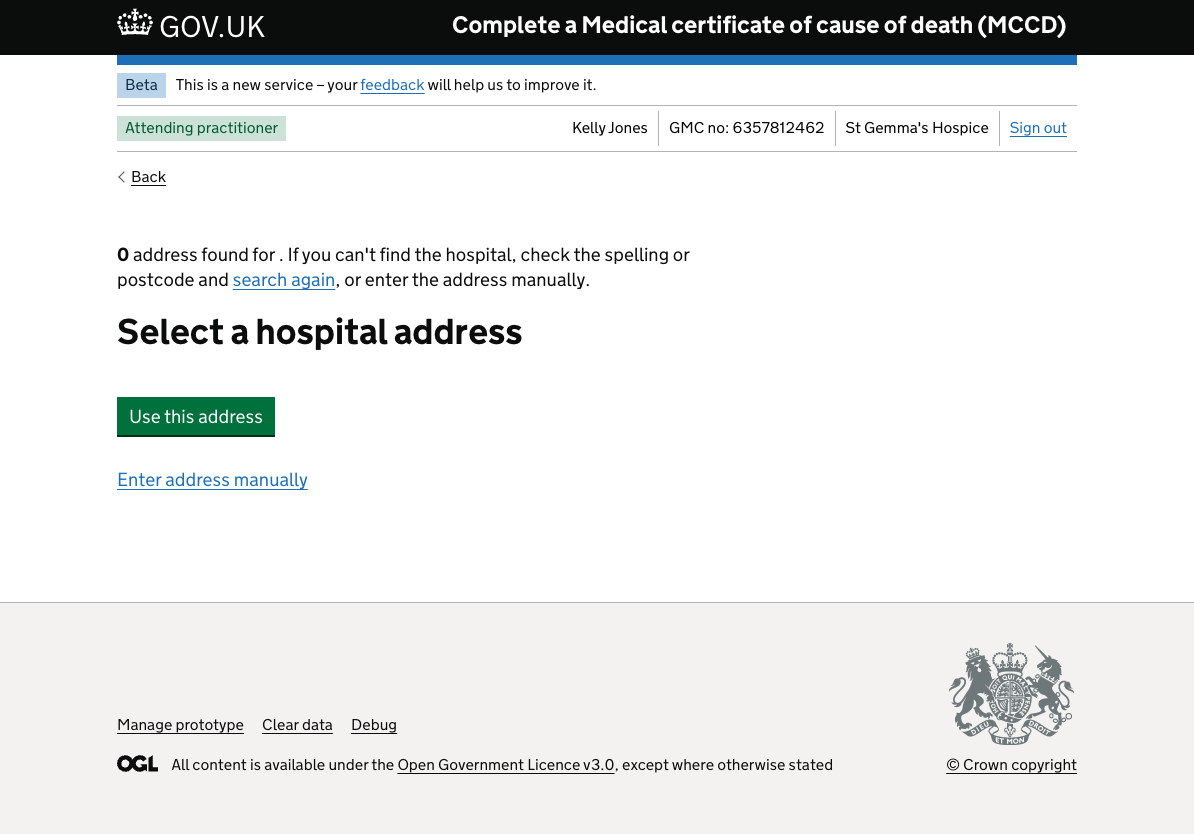 GOV.UK
Complete a Medical certificate of cause of death (MCCD)
Beta This is a new service – your feedback will help us to improve it.
Attending practitioner Kelly Jones GMC no: 6357812462 St Gemma's Hospice Sign out
Back
0 address found for . If you can't find the hospital, check the spelling or
postcode and search again, or enter the address manually.
Select a hospital address
Use this address
Enter address manually
Manage prototype Clear data Debug
OGL All content is available under the Open Government Licence v3.0, except where otherwise stated
DIEU ET MON DROIT
© Crown copyright